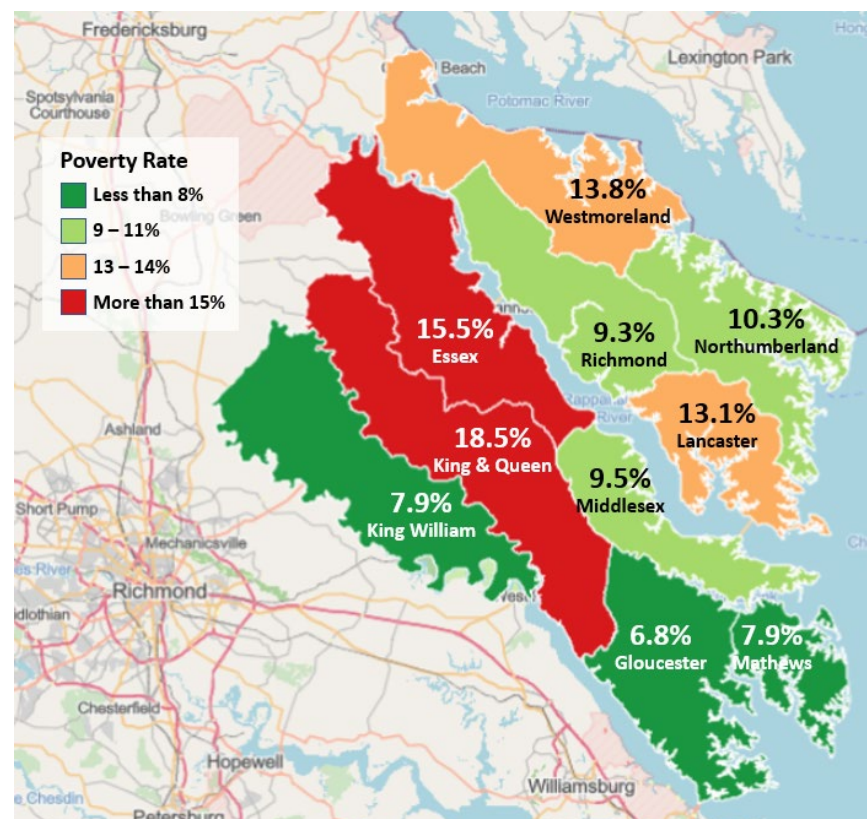 Fredericksburg
Beach
Lexington Park
Spotsylvania
Courthouse
Potomac River
Poverty Rate
Less than 8%
9 – 11%
13 – 14%
More than 15%
Bowling Green
13.8%
Westmoreland
15.5%
Essex
9.3%
Richmond
10.3%
Northumberland
River
13.1%
Lancaster
Ashland
18.5%
King & Queen
9.5%
Middlesex
7.9%
King William
Short Pump
Mechanicsville
Richmond
6.8%
Gloucester
7.9%
Mathews
Chesterfield
Hopewell
Williamsburg
Petersburg